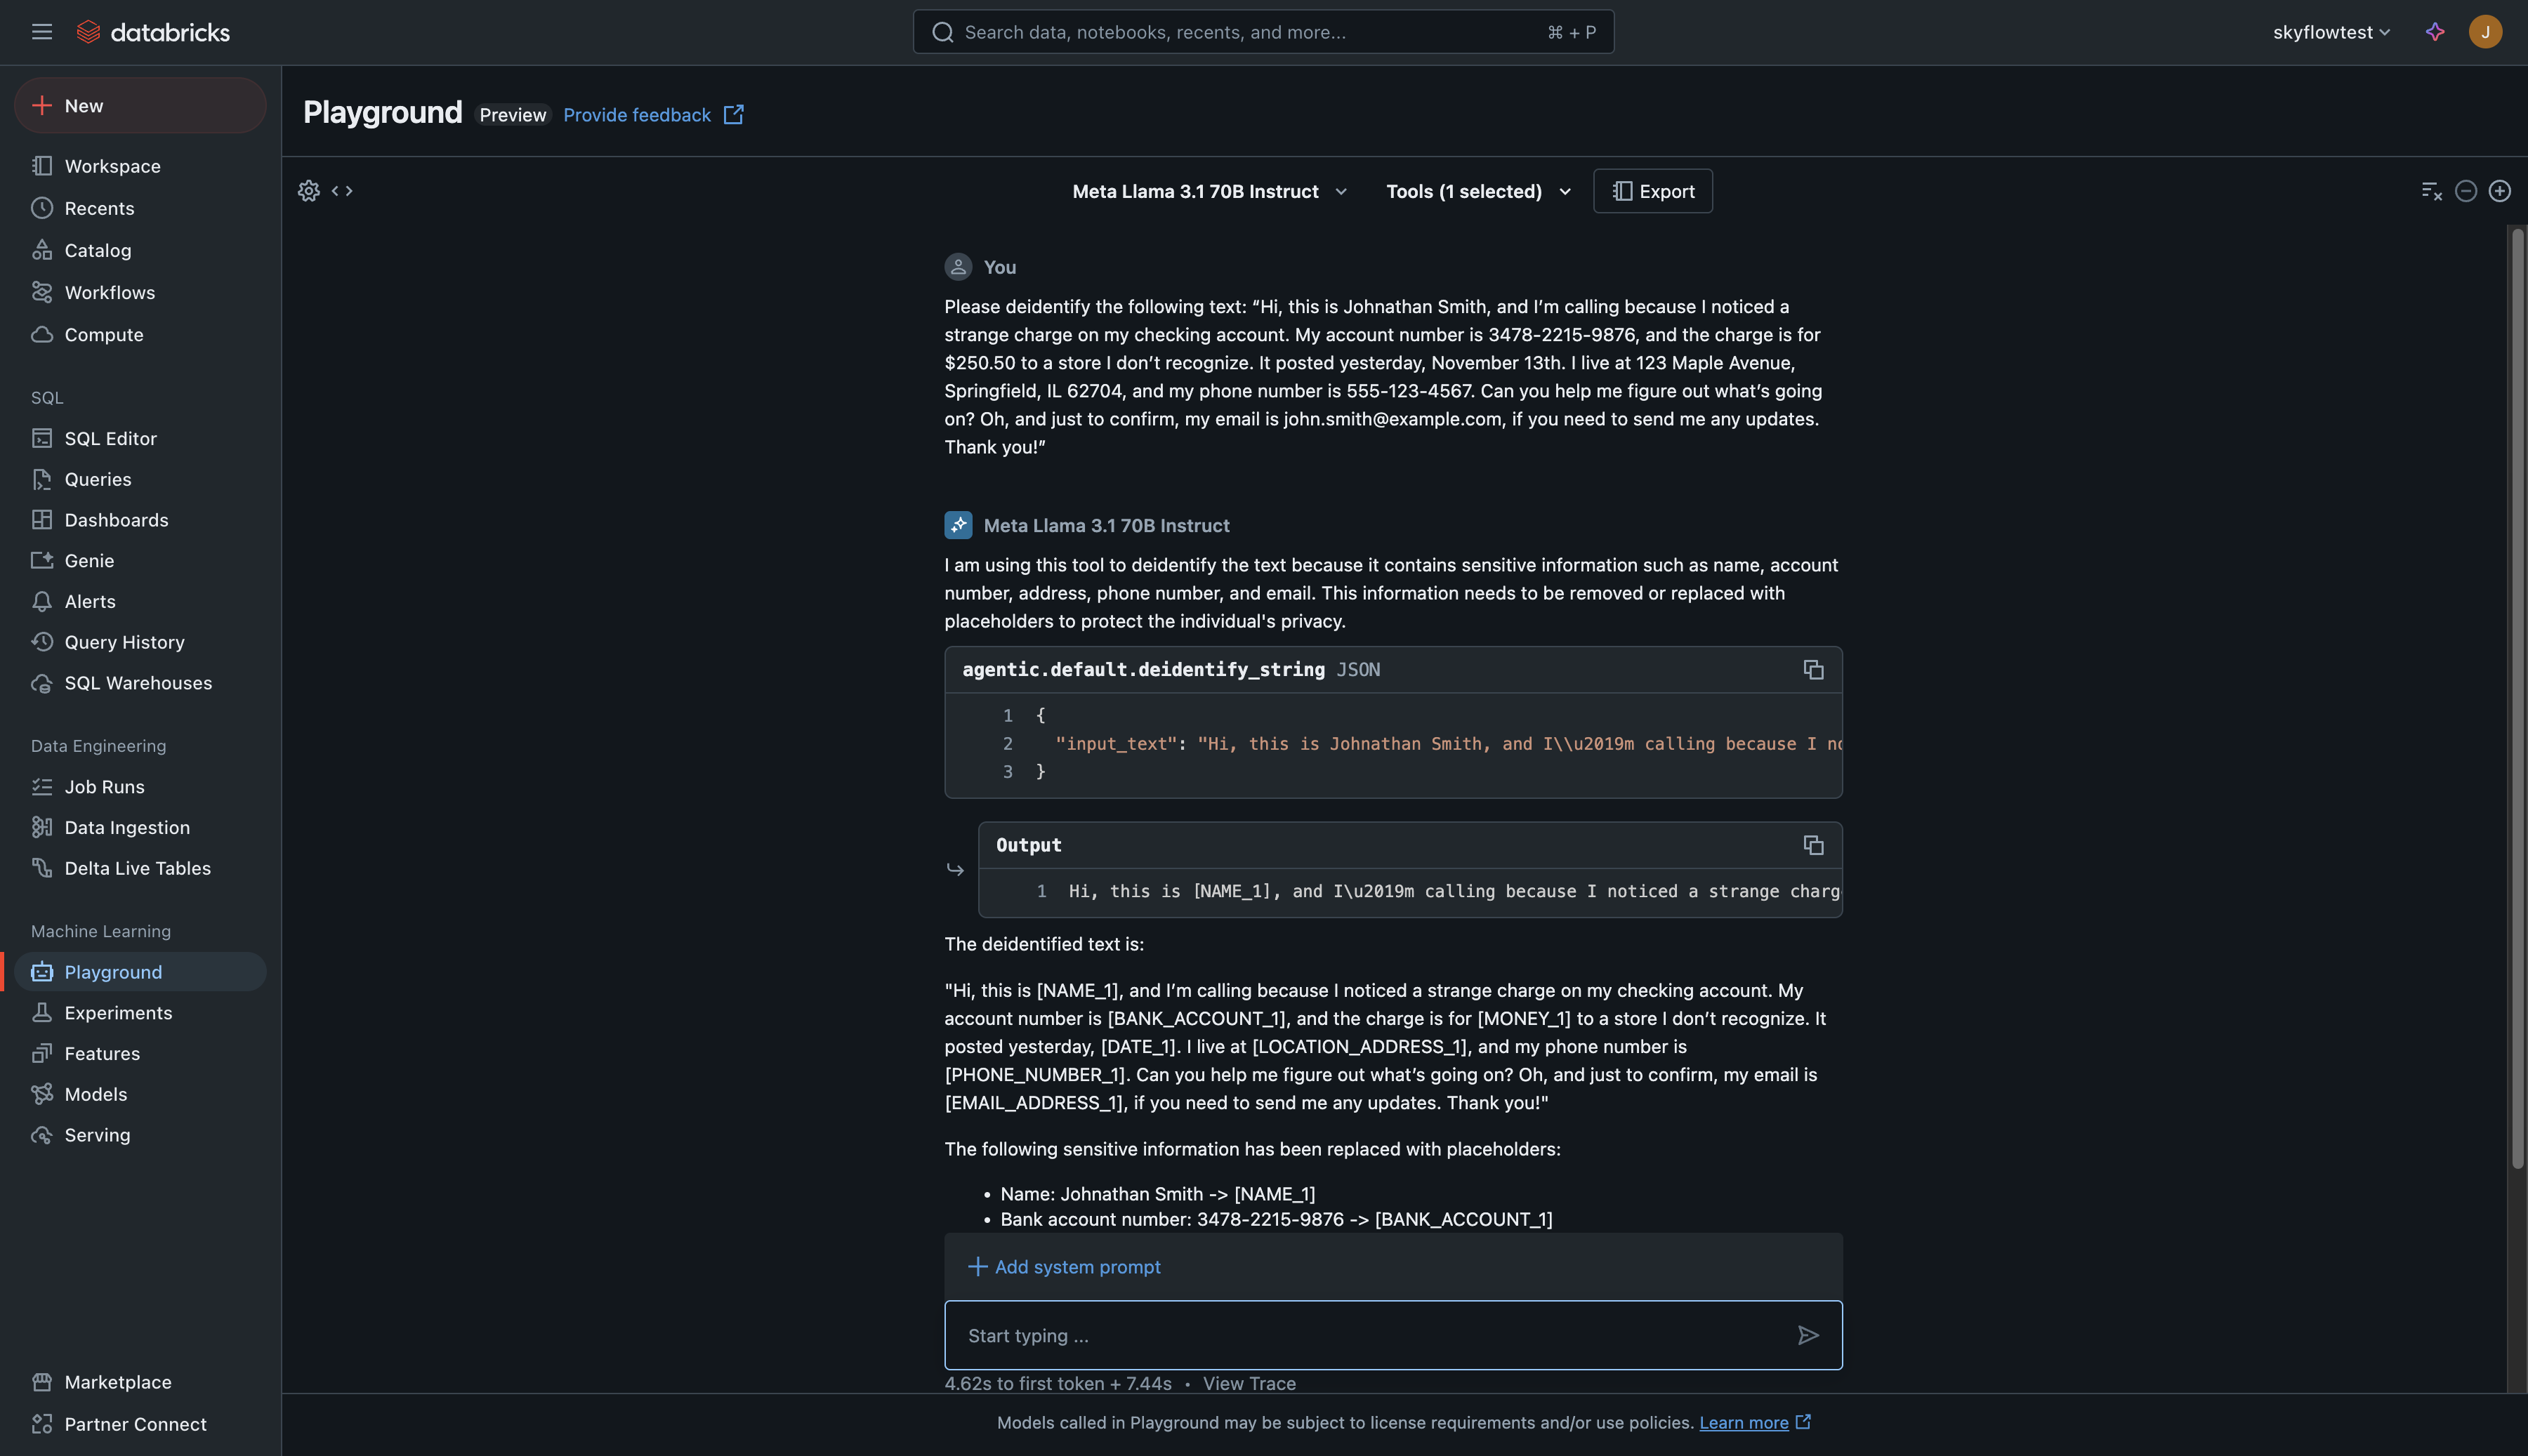 databricks
Search data, notebooks, recents, and more...
⌘ + P
skyflowtest
J
New
Workspace
Recents
Catalog
Workflows
Compute
SQL
SQL Editor
Queries
Dashboards
Genie
Alerts
Query History
SQL Warehouses
Data Engineering
Job Runs
Data Ingestion
Delta Live Tables
Machine Learning
Playground
Experiments
Features
Models
Serving
Marketplace
Partner Connect
Playground Preview Provide feedback
Meta Llama 3.1 70B Instruct
Tools (1 selected)
Export
You
Please deidentify the following text: “Hi, this is Johnathan Smith, and I’m calling because I noticed a
strange charge on my checking account. My account number is 3478-2215-9876, and the charge is for
$250.50 to a store I don’t recognize. It posted yesterday, November 13th. I live at 123 Maple Avenue,
Springfield, IL 62704, and my phone number is 555-123-4567. Can you help me figure out what’s going
on? Oh, and just to confirm, my email is john.smith@example.com, if you need to send me any updates.
Thank you!”
Meta Llama 3.1 70B Instruct
I am using this tool to deidentify the text because it contains sensitive information such as name, account
number, address, phone number, and email. This information needs to be removed or replaced with
placeholders to protect the individual's privacy.
agentic.default.deidentify_string JSON
1 {
2 "input_text": "Hi, this is Johnathan Smith, and I\\u2019m calling because I no
3 }
Output
1 Hi, this is [NAME_1], and I\u2019m calling because I noticed a strange charg
The deidentified text is:
"Hi, this is [NAME_1], and I’m calling because I noticed a strange charge on my checking account. My
account number is [BANK_ACCOUNT_1], and the charge is for [MONEY_1] to a store I don’t recognize. It
posted yesterday, [DATE_1]. I live at [LOCATION_ADDRESS_1], and my phone number is
[PHONE_NUMBER_1]. Can you help me figure out what’s going on? Oh, and just to confirm, my email is
[EMAIL_ADDRESS_1], if you need to send me any updates. Thank you!"
The following sensitive information has been replaced with placeholders:
• Name: Johnathan Smith -> [NAME_1]
• Bank account number: 3478-2215-9876 -> [BANK_ACCOUNT_1]
Add system prompt
Start typing ...
4.62s to first token + 7.44s • View Trace
Models called in Playground may be subject to license requirements and/or use policies. Learn more